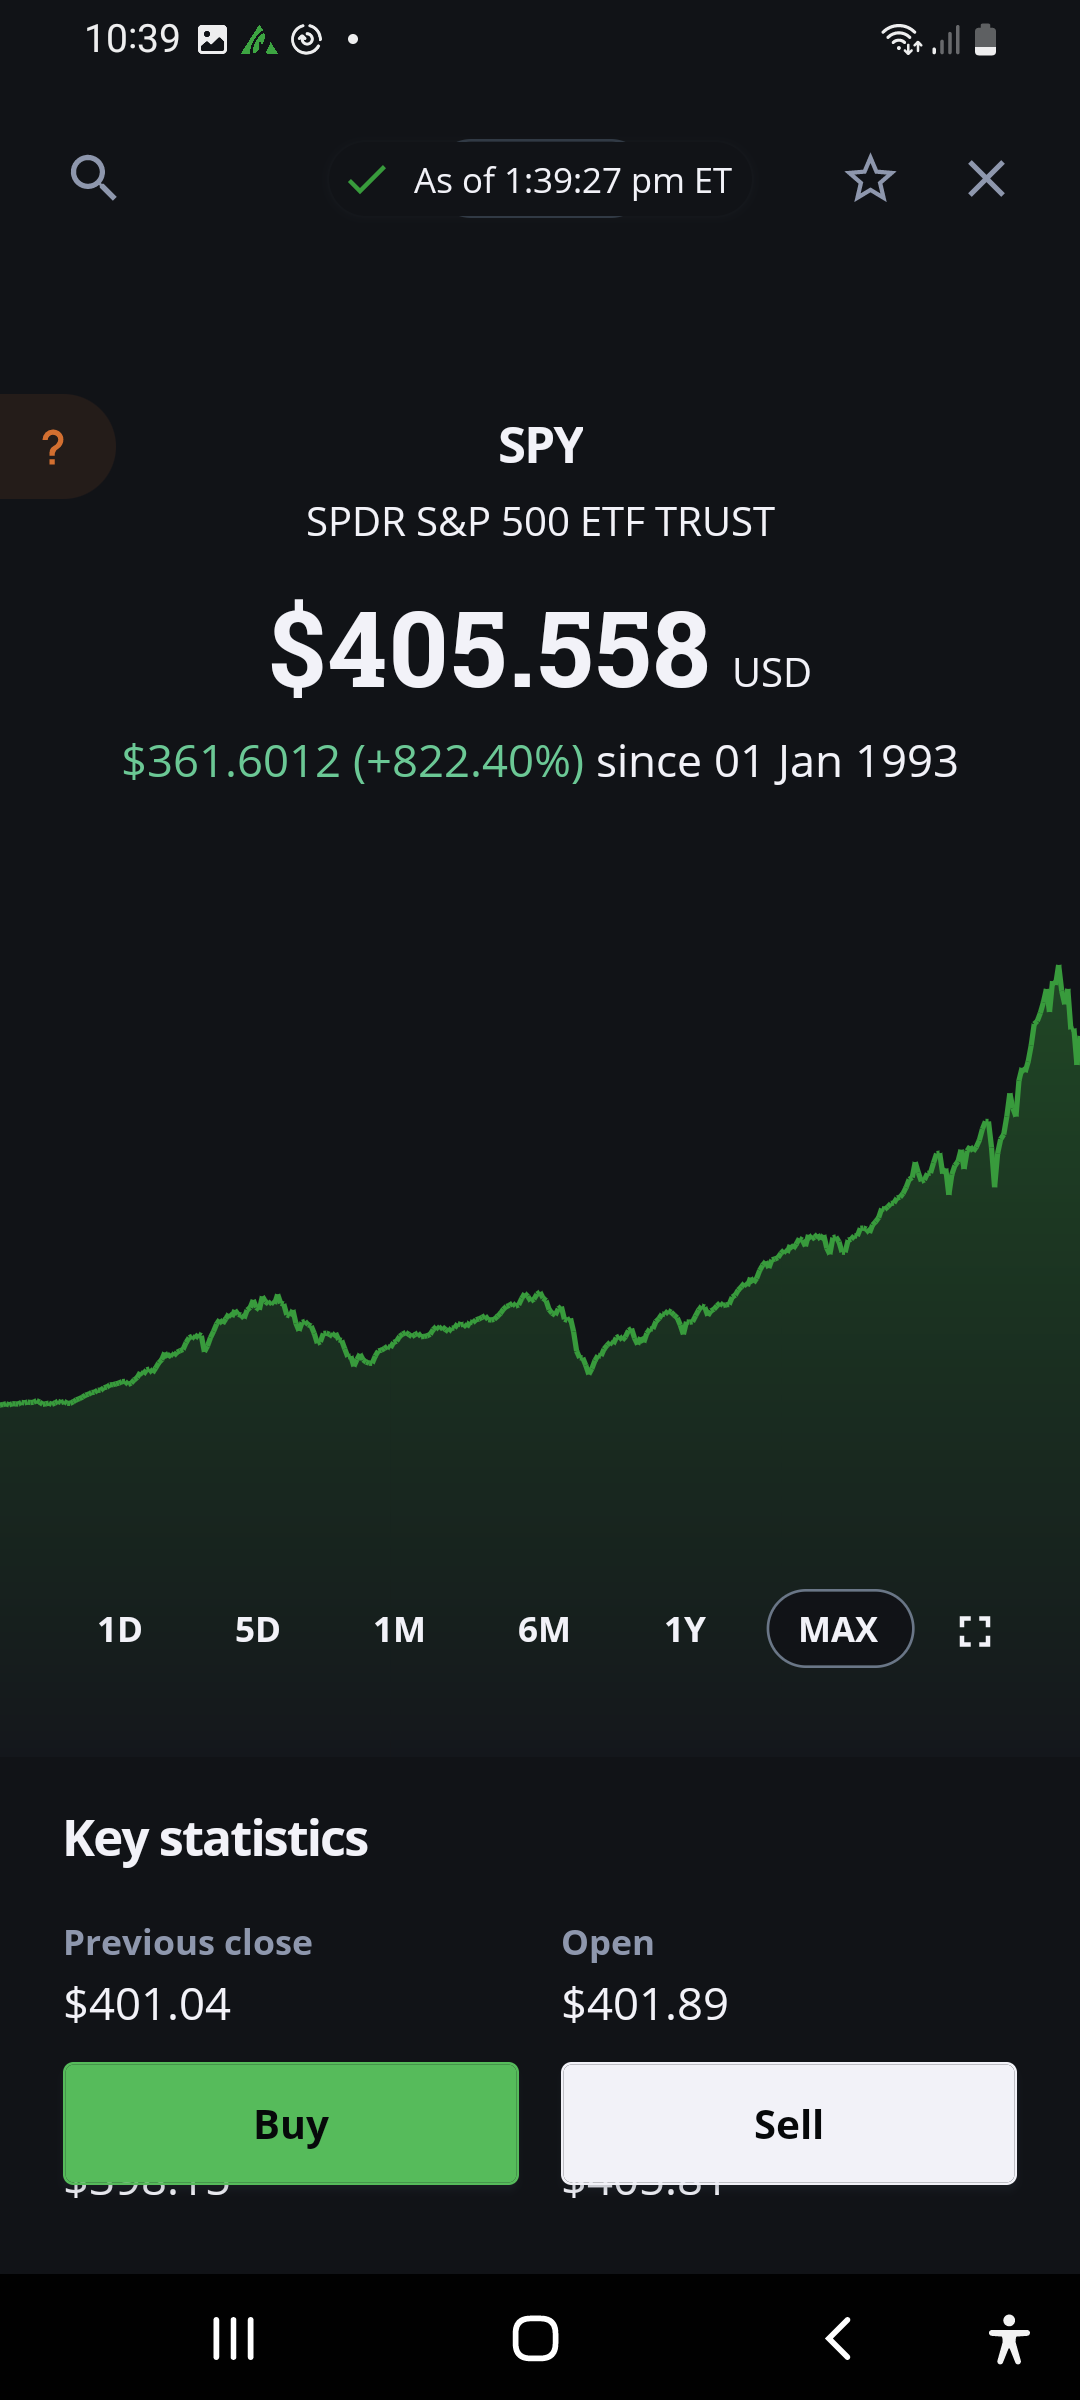 10:39
As of 1:39:27 pm ET
?
SPY
SPDR S&P 500 ETF TRUST
$405.558 USD
$361.6012 (+822.40%) since 01 Jan 1993
1D 5D 1M 6M 1Y MAX
Key statistics
Previous close Open
$401.04 $401.89
Buy Sell